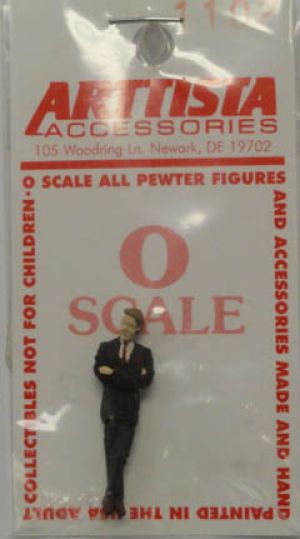 ARTTISTA
ACCESSORIES
105 Woodring Ln. Newark, DE 19702
O SCALE ALL PEWTER FIGURES
AND ACCESSORIES MADE AND HAND
PAINTED IN THE USA ADULT
COLLECTIBLES NOT FOR CHILDREN·
O
SCALE